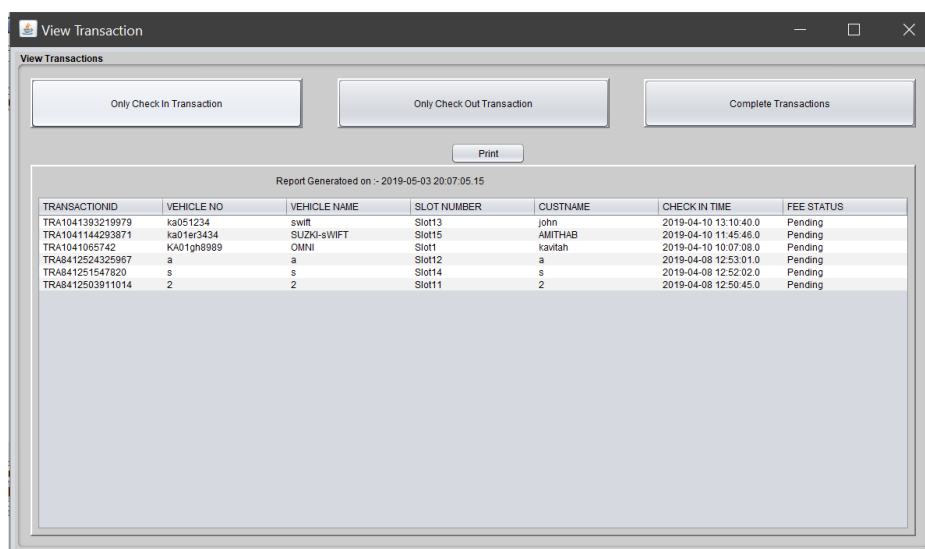 View Transaction
View Transactions
Only Check In Transaction Only Check Out Transaction Complete Transactions
Print
Report Generatoed on :- 2019-05-03 20:07:05.15
TRANSACTIONID VEHICLE NO VEHICLE NAME SLOT NUMBER CUSTNAME CHECK IN TIME FEE STATUS
TRA1041393219979 ka051234 swift Slot13 john 2019-04-10 13:10:40.0 Pending
TRA1041144293871 ka01er3434 SUZKI-sWIFT Slot15 AMITHAB 2019-04-10 11:45:46.0 Pending
TRA1041065742 KA01gh8989 OMNI Slot1 kavitah 2019-04-10 10:07:08.0 Pending
TRA8412524325967 a a Slot12 a 2019-04-08 12:53:01.0 Pending
TRA841251547820 s s Slot14 s 2019-04-08 12:52:02.0 Pending
TRA8412503911014 2 2 Slot11 2 2019-04-08 12:50:45.0 Pending